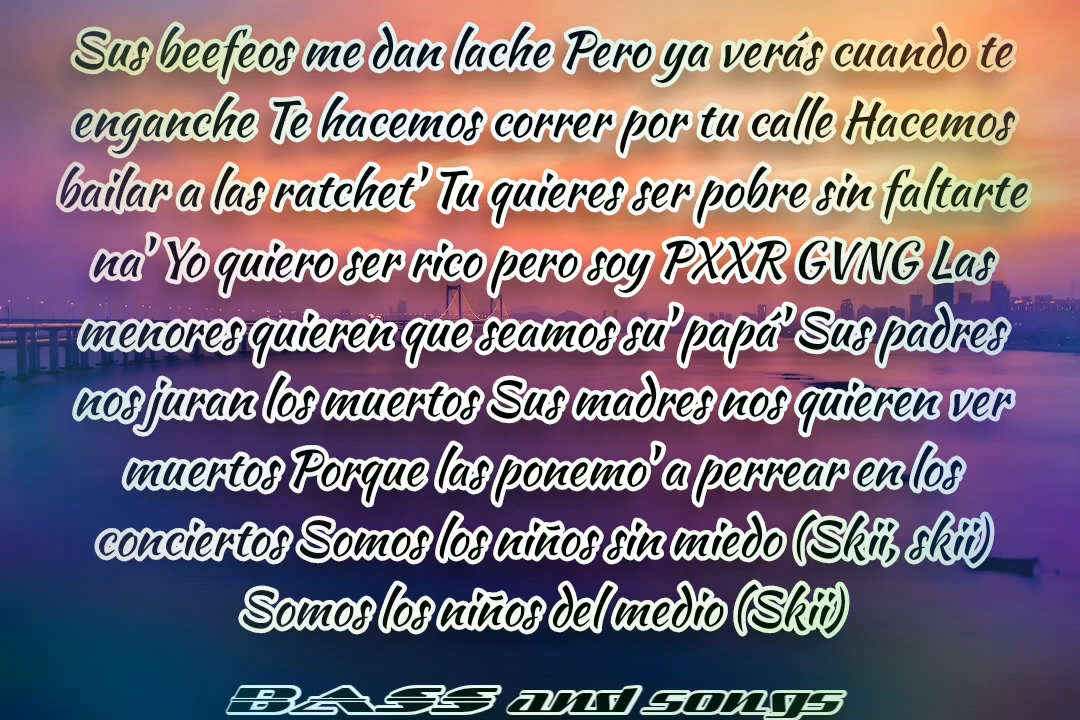 Sus beefeos me dan lache Pero ya verás cuando te
enganche Te hacemos correr por tu calle Hacemos
bailar a las ratchet' Tu quieres ser pobre sin faltarte
na' Yo quiero ser rico pero soy PXXR GVNG Las
menores quieren que seamos su' papá' Sus padres
nos juran los muertos Sus madres nos quieren ver
muertos Porque las ponemo' a perrear en los
conciertos Somos los niños sin miedo (Skii, skii)
Somos los niños del medio (Skii)
BASS and songs